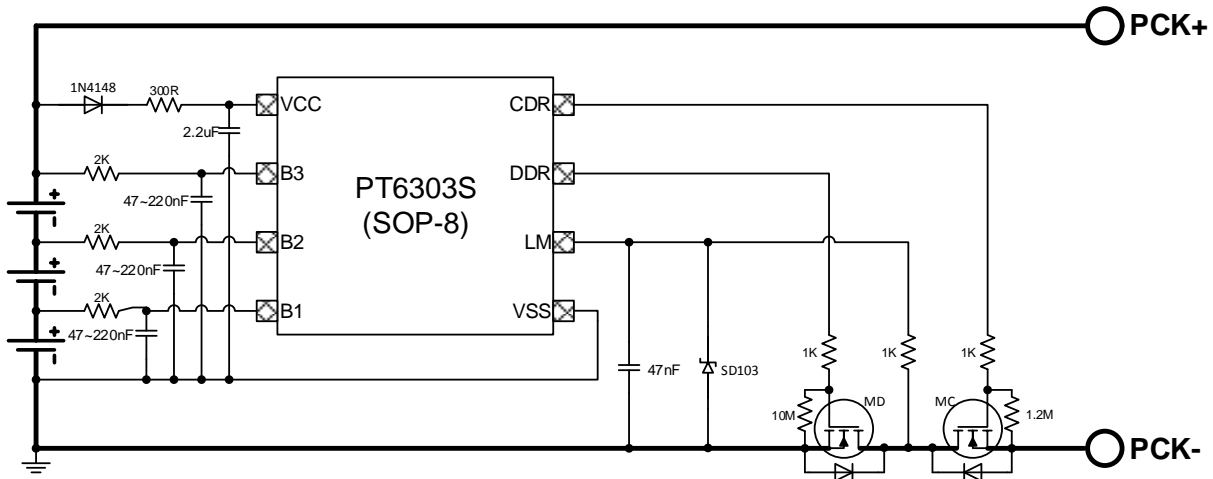 PCK+
1N4148
300R
VCC
CDR
2.2uF
2K
B3
DDR
47~220nF
PT6303S
(SOP-8)
2K
B2
LM
47~220nF
2K
B1
VSS
47~220nF
47nF
SD103
1K
1K
1K
10M
MD
MC
1.2M
PCK-